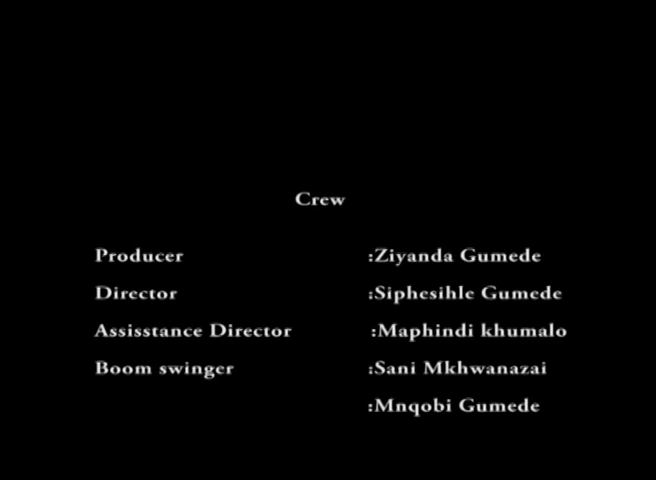 Crew
Producer :Ziyanda Gumede
Director :Siphesihle Gumede
Assisstance Director :Maphindi khumalo
Boom swinger :Sani Mkhwanazai
:Mnqobi Gumede